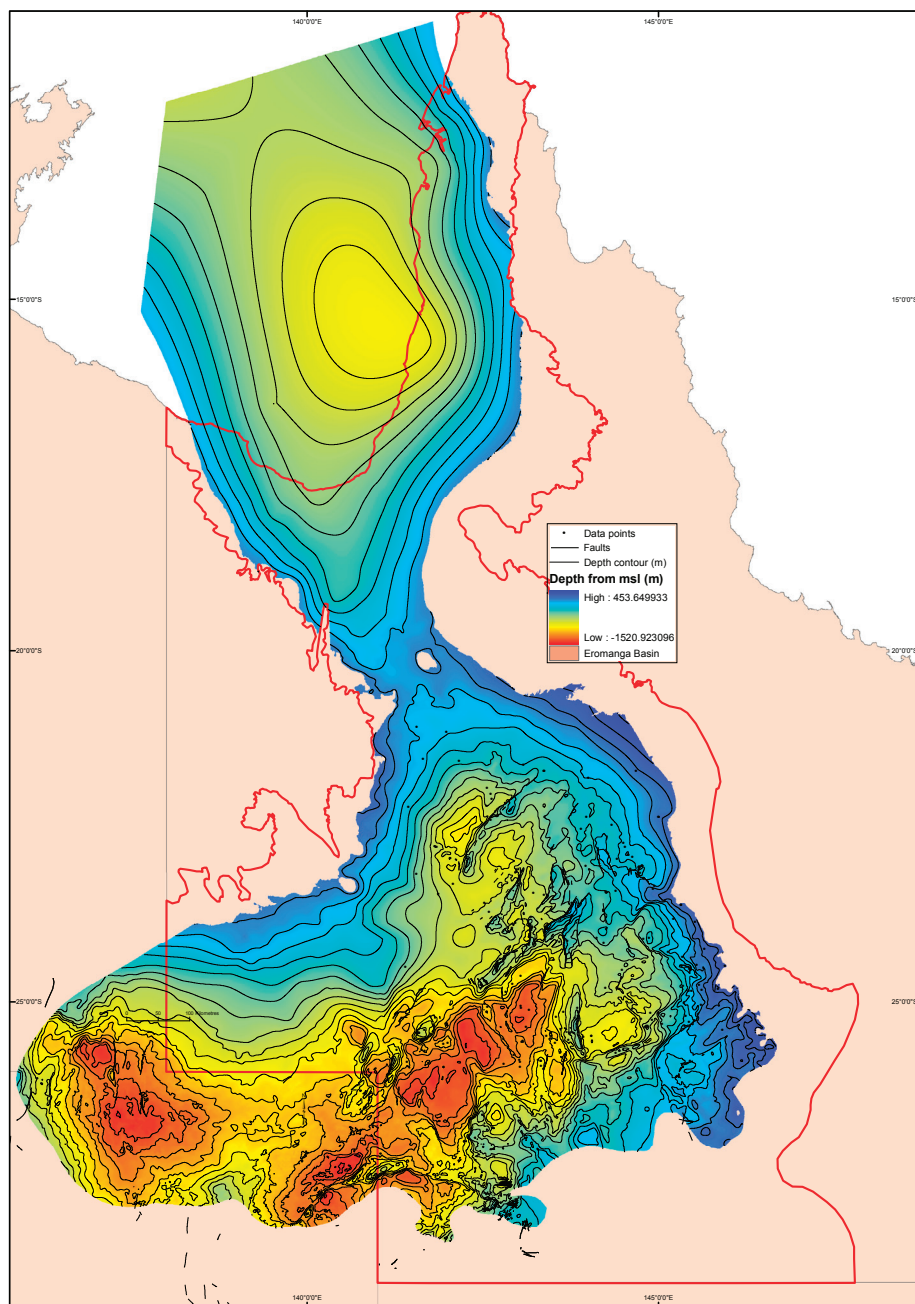 140°0'0"E 145°0'0"E
15°0'0"S 15°0'0"S
Data points
Faults
Depth contour (m)
Depth from msl (m)
High : 453.649933
Low : -1520.923096
Eromanga Basin
20°0'0"S 20°0'0"S
25°0'0"S 25°0'0"S
0 50 100 Kilometres
140°0'0"E 145°0'0"E